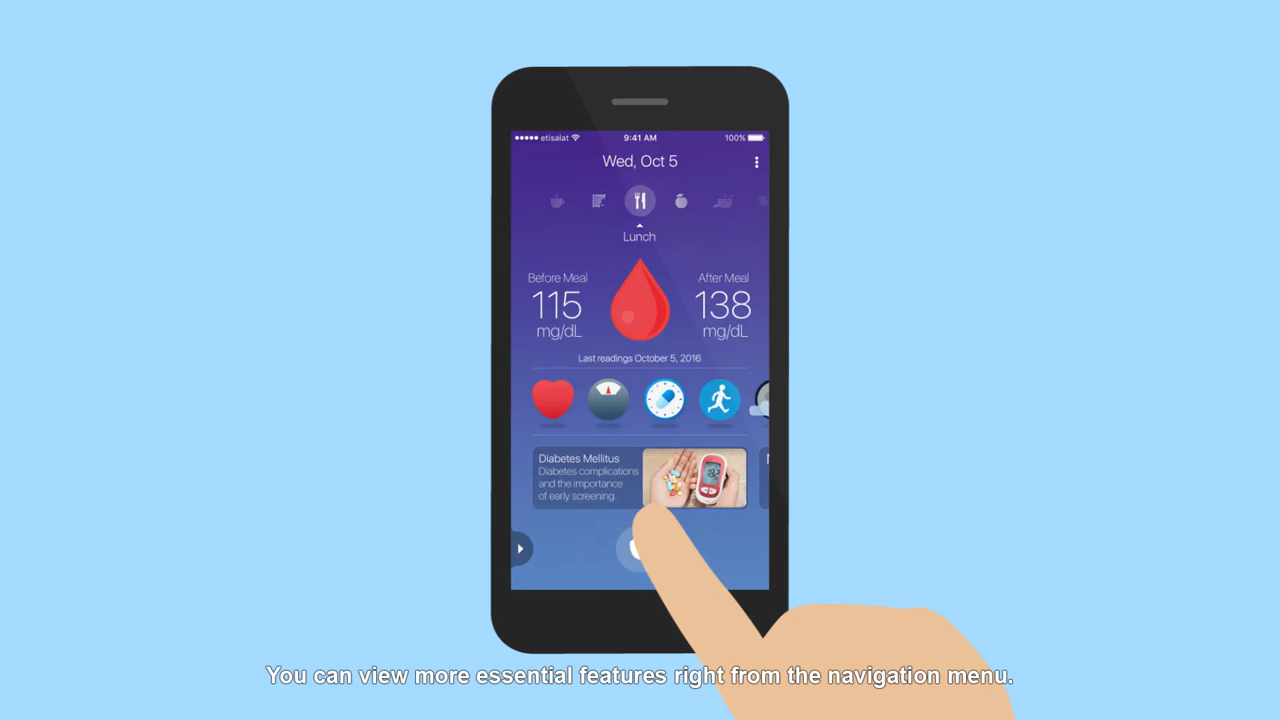 etisalat 9:41 AM 100%
Wed, Oct 5
Lunch
Before Meal
115
mg/dL
After Meal
138
mg/dL
Last readings October 5, 2016
Diabetes Mellitus
Diabetes complications
and the importance
of early screening.
You can view more essential features right from the navigation menu.